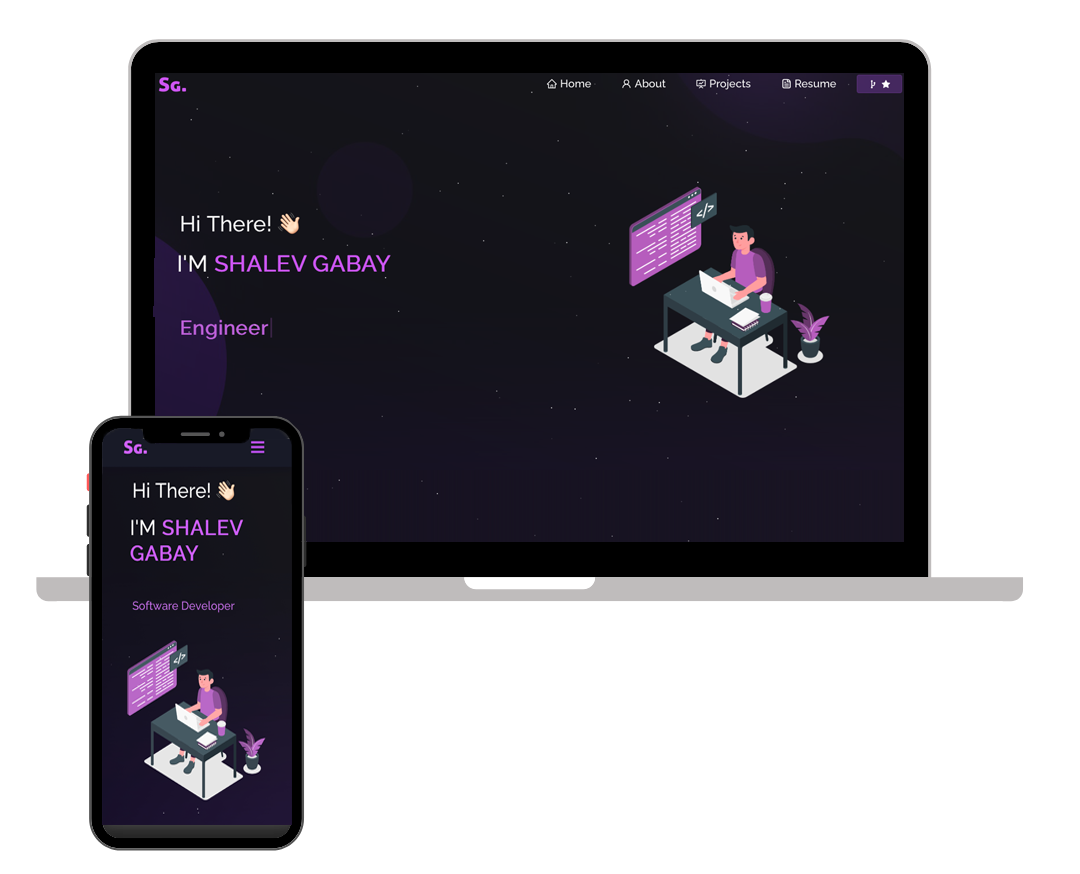 SG.
Home About Projects Resume
Hi There! 👋🏻
I'M SHALEV GABAY
Engineer
</>
SG.
Hi There! 👋🏻
I'M SHALEV
GABAY
Software Developer
</>